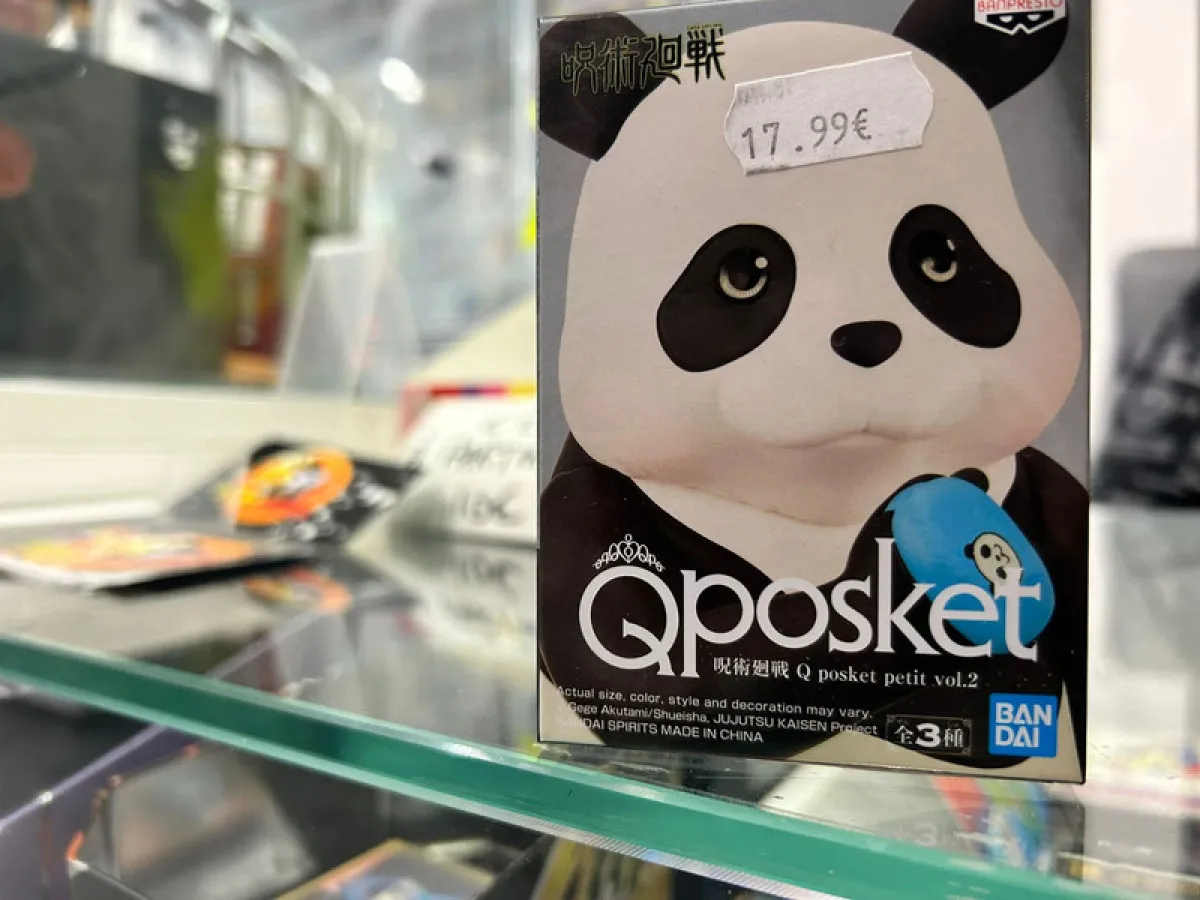 呪術廻戦
BANPRESTO
17.99€
Qposket
呪術廻戦 Q posket petit vol.2
Actual size, color, style and decoration may vary.
Gege Akutami/Shueisha, JUJUTSU KAISEN Project
BANDAI SPIRITS MADE IN CHINA
全3種
BAN
DAI